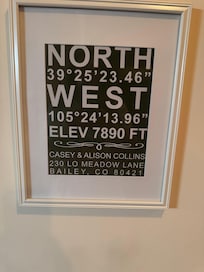 NORTH
39°25'23.46"
WEST
105°24'13.96"
ELEV 7890 FT
CASEY & ALISON COLLINS
230 LO MEADOW LANE
BAILEY, CO 80421